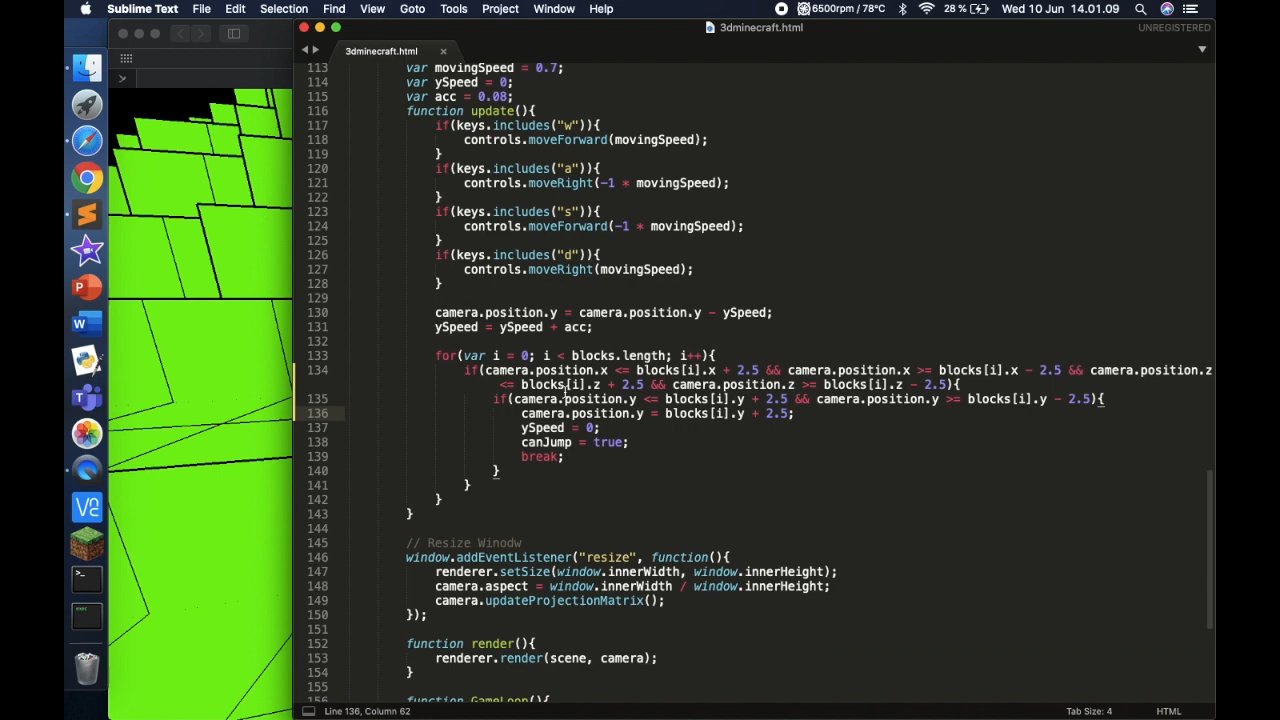 Sublime Text File Edit Selection Find View Goto Tools Project Window Help 6500rpm / 78°C 28 % Wed 10 Jun 14.01.09
3dminecraft.html UNREGISTERED
3dminecraft.html
113 var movingSpeed = 0.7;
114 var ySpeed = 0;
115 var acc = 0.08;
116 function update(){
117 if(keys.includes("w")){
118 controls.moveForward(movingSpeed);
119 }
120 if(keys.includes("a")){
121 controls.moveRight(-1 * movingSpeed);
122 }
123 if(keys.includes("s")){
124 controls.moveForward(-1 * movingSpeed);
125 }
126 if(keys.includes("d")){
127 controls.moveRight(movingSpeed);
128 }
129
130 camera.position.y = camera.position.y - ySpeed;
131 ySpeed = ySpeed + acc;
132
133 for(var i = 0; i < blocks.length; i++){
134 if(camera.position.x <= blocks[i].x + 2.5 && camera.position.x >= blocks[i].x - 2.5 && camera.position.z
<= blocks[i].z + 2.5 && camera.position.z >= blocks[i].z - 2.5){
135 if(camera.position.y <= blocks[i].y + 2.5 && camera.position.y >= blocks[i].y - 2.5){
136 camera.position.y = blocks[i].y + 2.5;
137 ySpeed = 0;
138 canJump = true;
139 break;
140 }
141 }
142 }
143 }
144
145 // Resize Winodw
146 window.addEventListener("resize", function(){
147 renderer.setSize(window.innerWidth, window.innerHeight);
148 camera.aspect = window.innerWidth / window.innerHeight;
149 camera.updateProjectionMatrix();
150 });
151
152 function render(){
153 renderer.render(scene, camera);
154 }
155
156 function GameLoop(){
Line 136, Column 62 Tab Size: 4 HTML